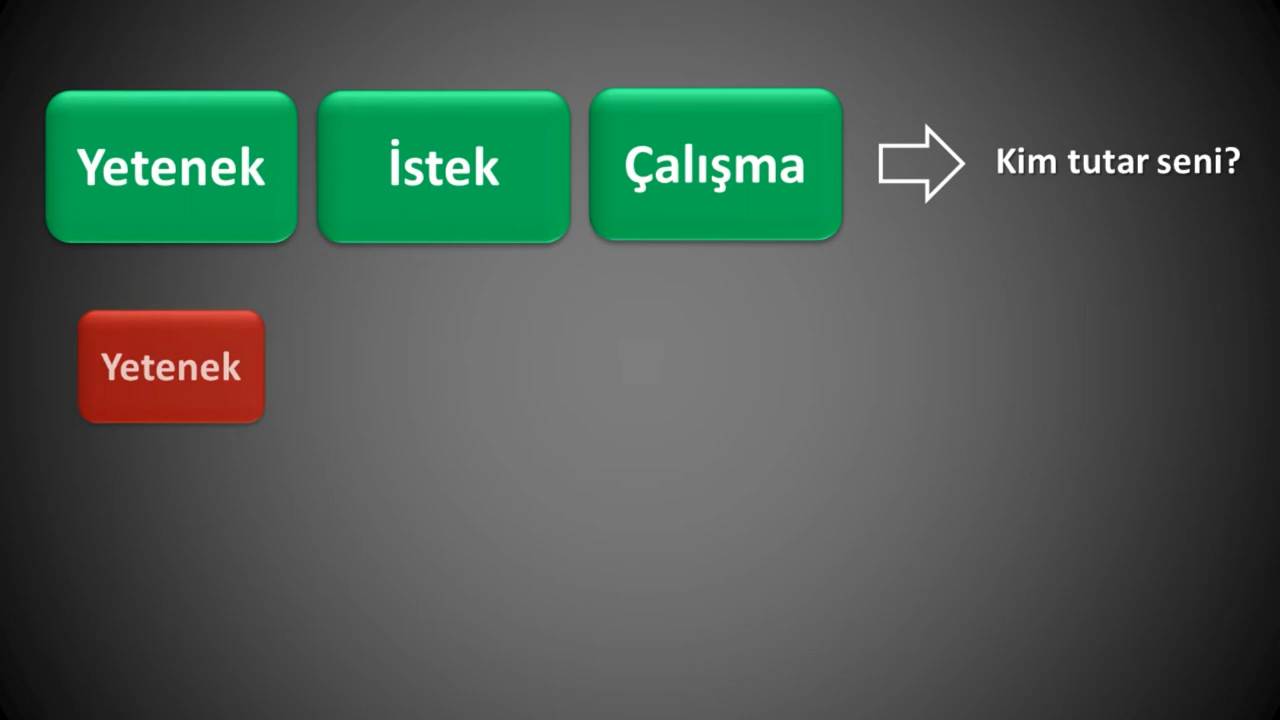 Yetenek
İstek
Çalışma
Kim tutar seni?
Yetenek